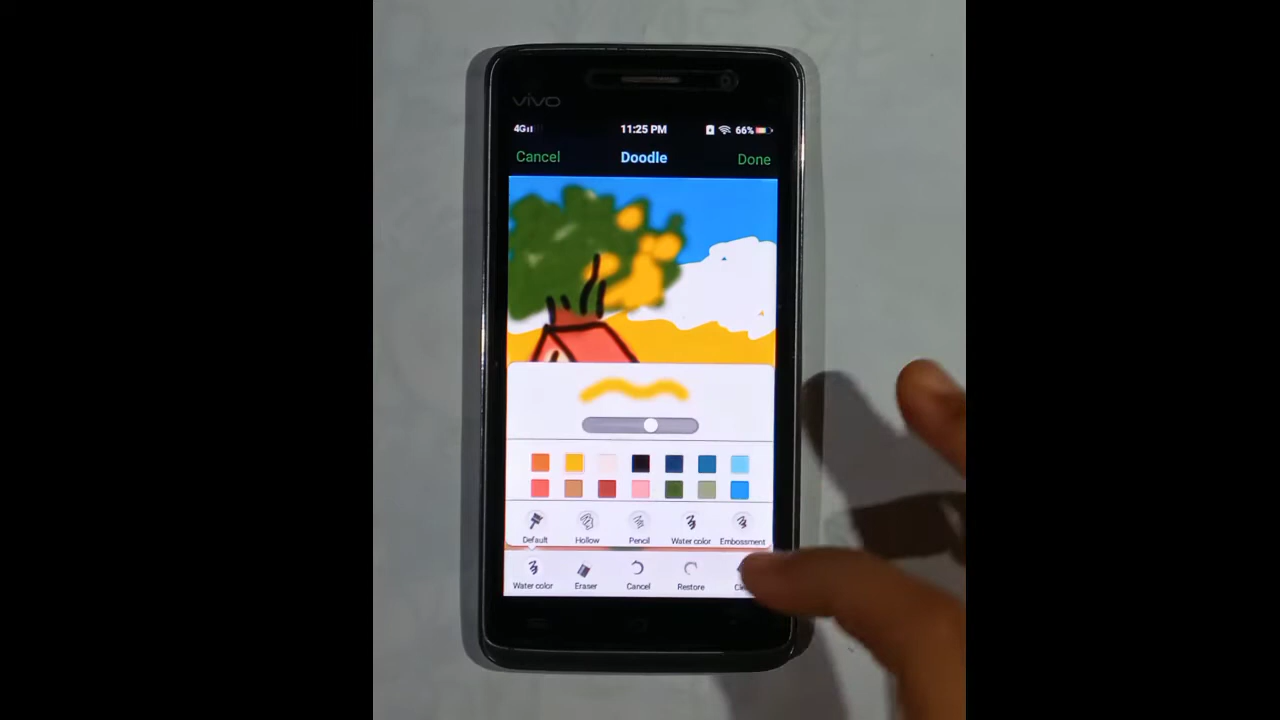 vivo
4G 11:25 PM 66%
Cancel Doodle Done
Default Hollow Pencil Water color Embossment
Water color Eraser Cancel Restore